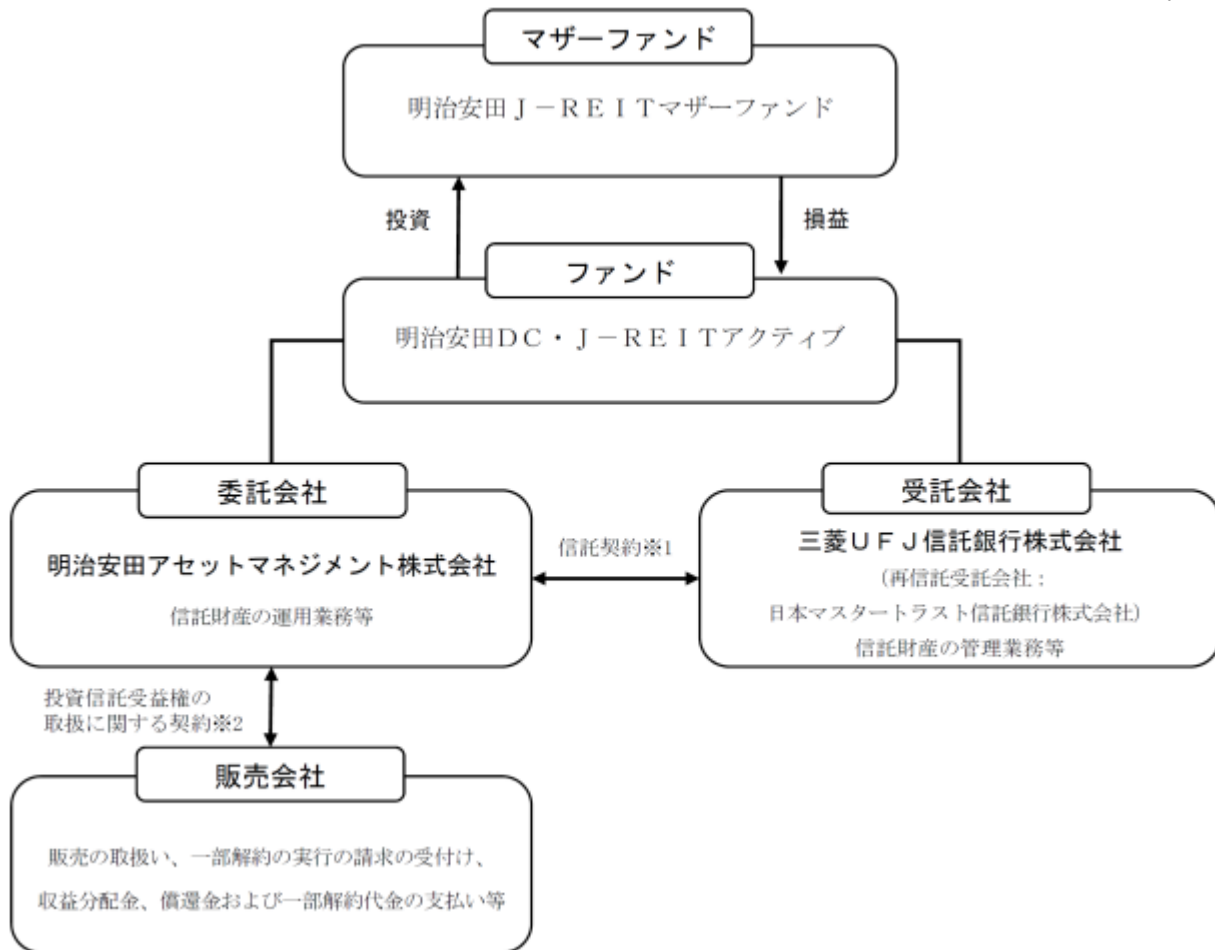 マザーファンド
明治安田J－REITマザーファンド
投資
損益
ファンド
明治安田DC・J－REITアクティブ
委託会社
明治安田アセットマネジメント株式会社
信託財産の運用業務等
信託契約※1
受託会社
三菱UFJ信託銀行株式会社
（再信託受託会社：
日本マスタートラスト信託銀行株式会社）
信託財産の管理業務等
投資信託受益権の
取扱に関する契約※2
販売会社
販売の取扱い、一部解約の実行の請求の受付け、
収益分配金、償還金および一部解約代金の支払い等